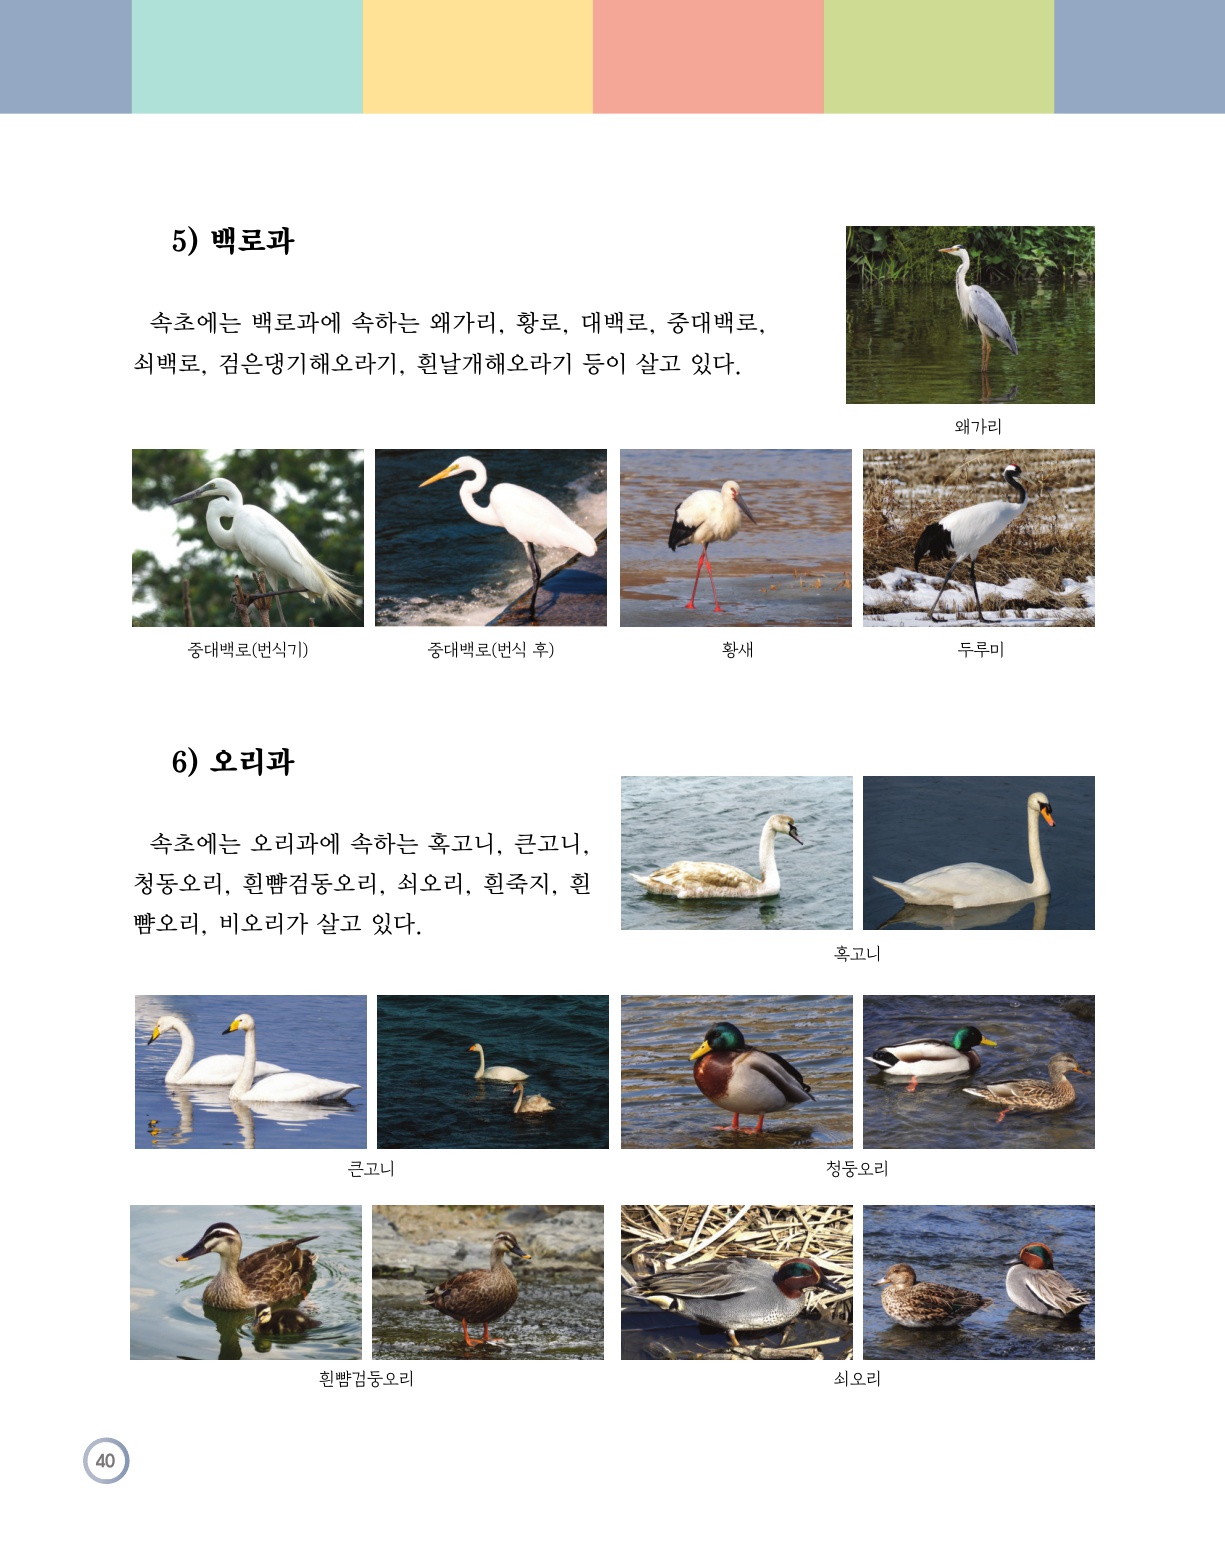 5) 백로과
속초에는 백로과에 속하는 왜가리, 황로, 대백로, 중대백로,
쇠백로, 검은댕기해오라기, 흰날개해오라기 등이 살고 있다.
왜가리
중대백로(번식기)
중대백로(번식 후)
황새
두루미
6) 오리과
속초에는 오리과에 속하는 혹고니, 큰고니,
청동오리, 흰뺨검동오리, 쇠오리, 흰죽지, 흰
뺨오리, 비오리가 살고 있다.
혹고니
큰고니
청둥오리
흰뺨검둥오리
쇠오리
40